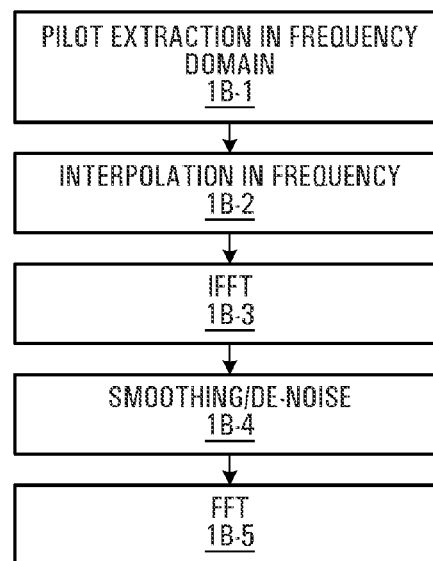 PILOT EXTRACTION IN FREQUENCY
DOMAIN
1B-1
INTERPOLATION IN FREQUENCY
1B-2
IFFT
1B-3
SMOOTHING/DE-NOISE
1B-4
FFT
1B-5